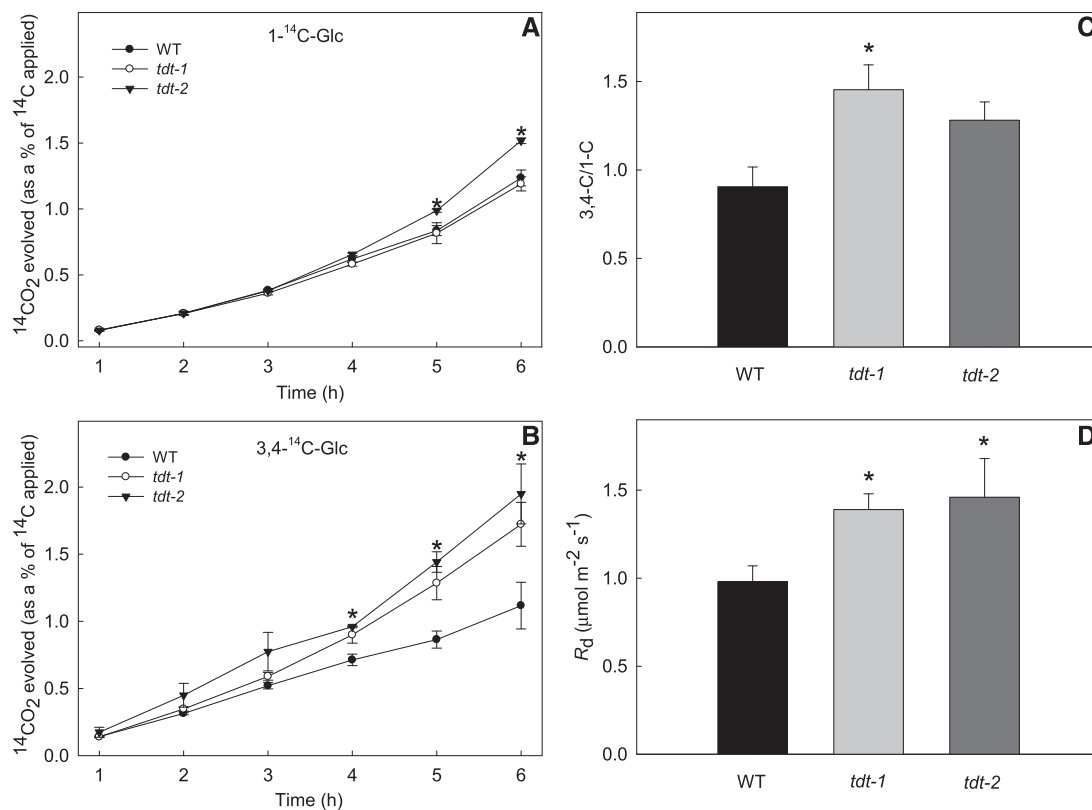 A
1-¹⁴C-Glc
WT
tdt-1
tdt-2
¹⁴CO₂ evolved (as a % of ¹⁴C applied)
2.0
1.5
1.0
0.5
0.0
*
*
1 2 3 4 5 6
Time (h)
B
3,4-¹⁴C-Glc
WT
tdt-1
tdt-2
¹⁴CO₂ evolved (as a % of ¹⁴C applied)
2.0
1.5
1.0
0.5
0.0
*
*
*
1 2 3 4 5 6
Time (h)
C
3,4-C/1-C
1.5
1.0
0.5
0.0
*
WT tdt-1 tdt-2
D
Rd (μmol m⁻² s⁻¹)
1.5
1.0
0.5
0.0
*
*
WT tdt-1 tdt-2